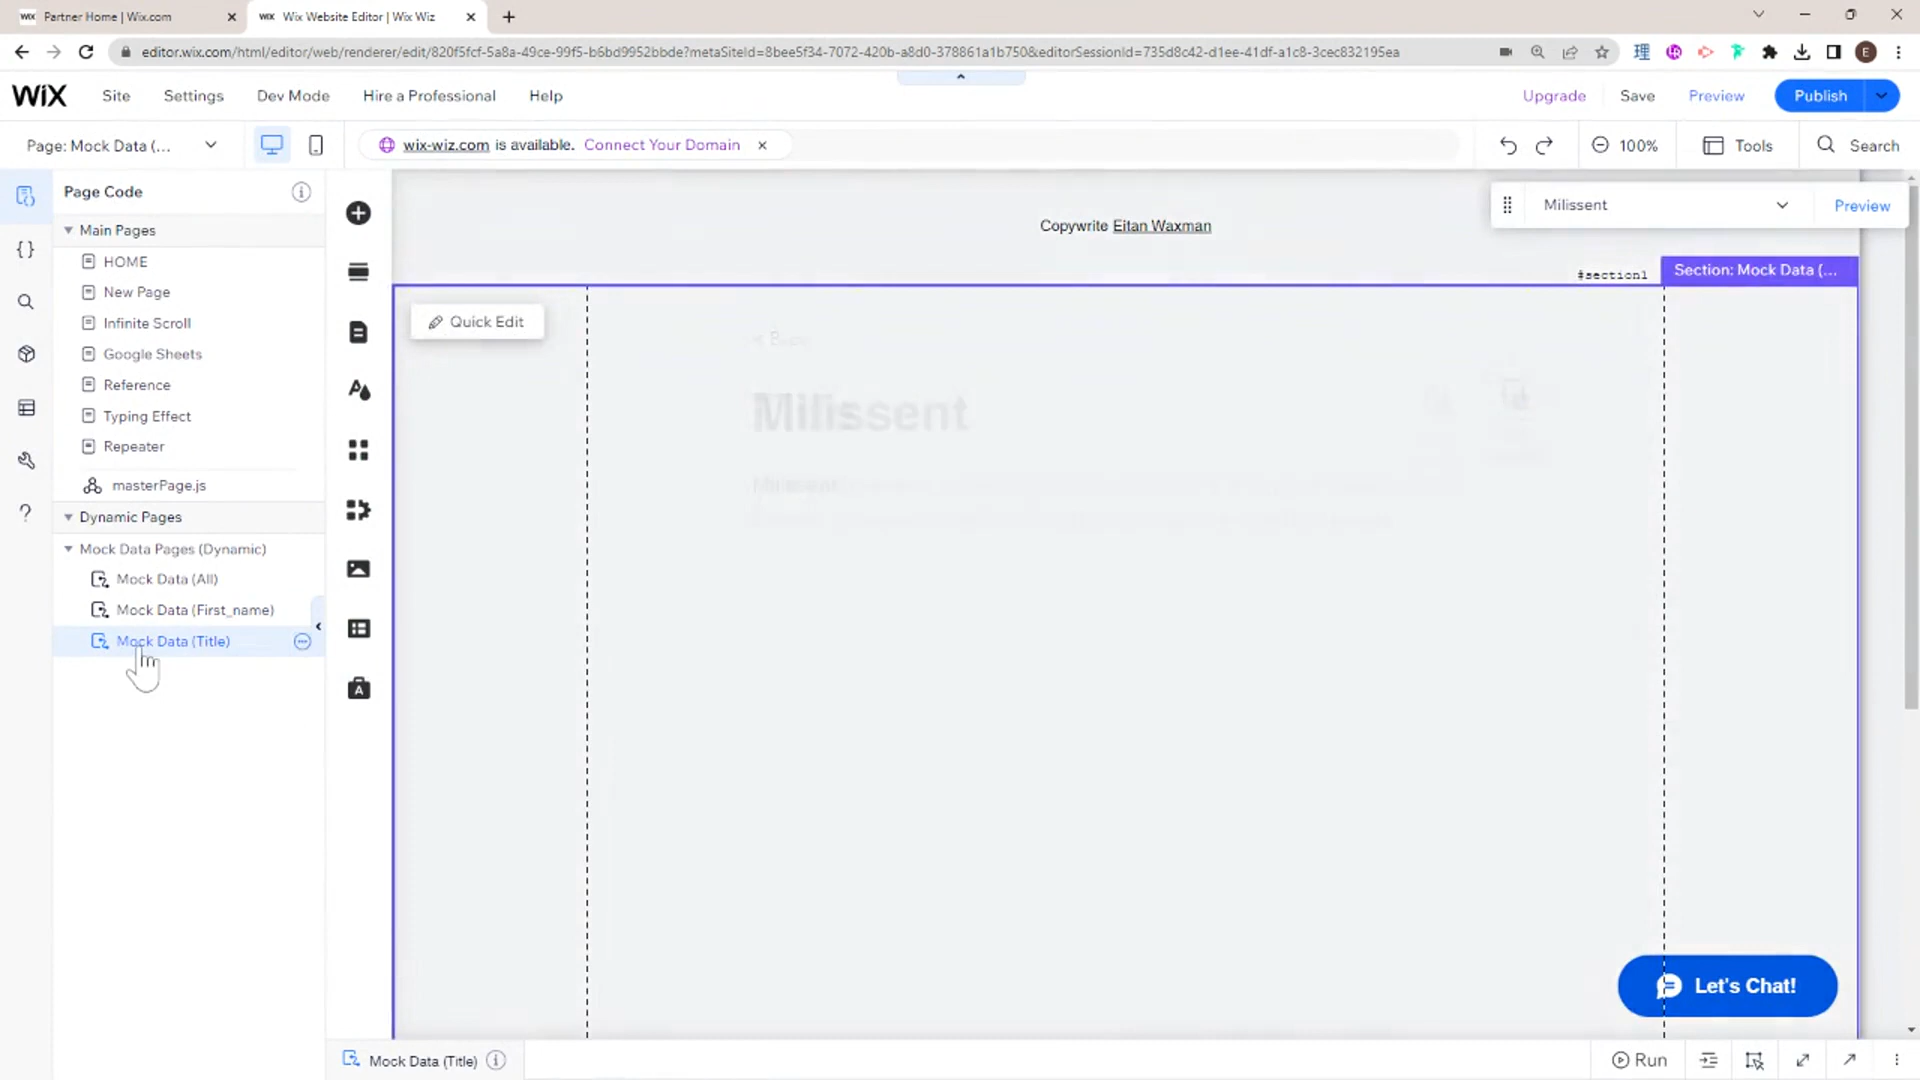 Partner Home | Wix.com
Wix Website Editor | Wix Wiz
editor.wix.com/html/editor/web/renderer/edit/820f5fcf-5a8a-49ce-99f5-b6bd9952bbde?metaSiteId=8bee5f34-7072-420b-a8d0-378861a1b750&editorSessionId=735d8c42-d1ee-41df-a1c8-3cec832195ea
WiX
Site
Settings
Dev Mode
Hire a Professional
Help
Upgrade
Save
Preview
Publish
Page: Mock Data (...
wix-wiz.com is available. Connect Your Domain
100%
Tools
Search
Page Code
Main Pages
HOME
New Page
Infinite Scroll
Google Sheets
Reference
Typing Effect
Repeater
masterPage.js
Dynamic Pages
Mock Data Pages (Dynamic)
Mock Data (All)
Mock Data (First_name)
Mock Data (Title)
Copywrite Eitan Waxman
Milissent
Preview
#section1
Section: Mock Data (...
Quick Edit
Milissent
Milissent
Let's Chat!
Mock Data (Title)
Run